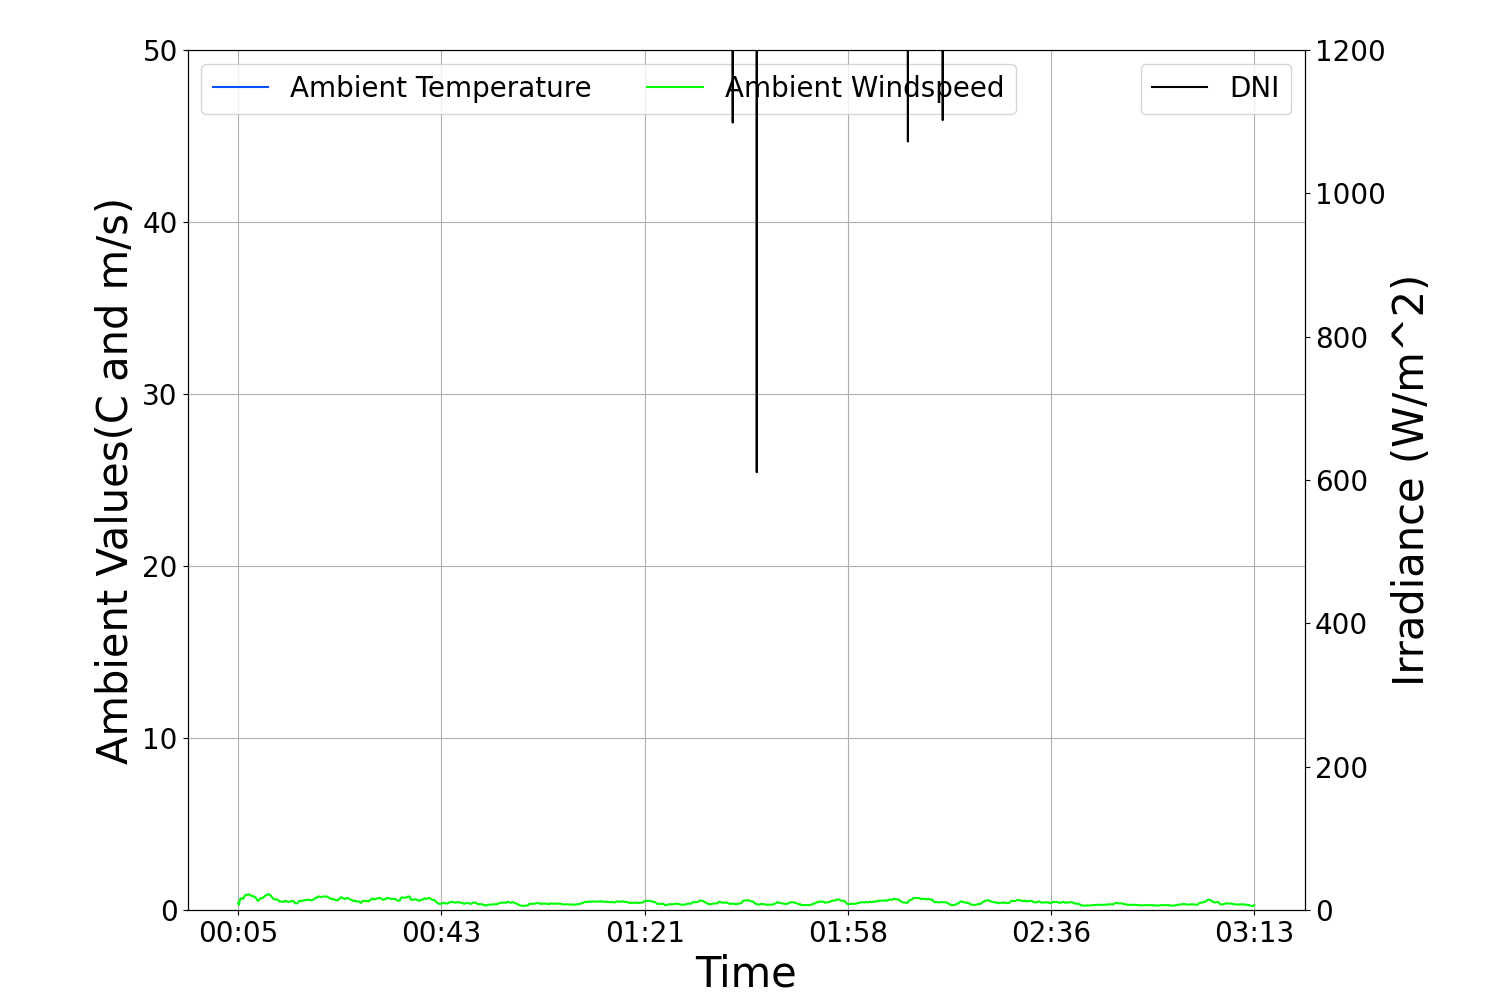 Ambient Temperature
Ambient Windspeed
DNI
Ambient Values(C and m/s)
50
40
30
20
10
0
Irradiance (W/m^2)
1200
1000
800
600
400
200
0
00:05 00:43 01:21 01:58 02:36 03:13
Time